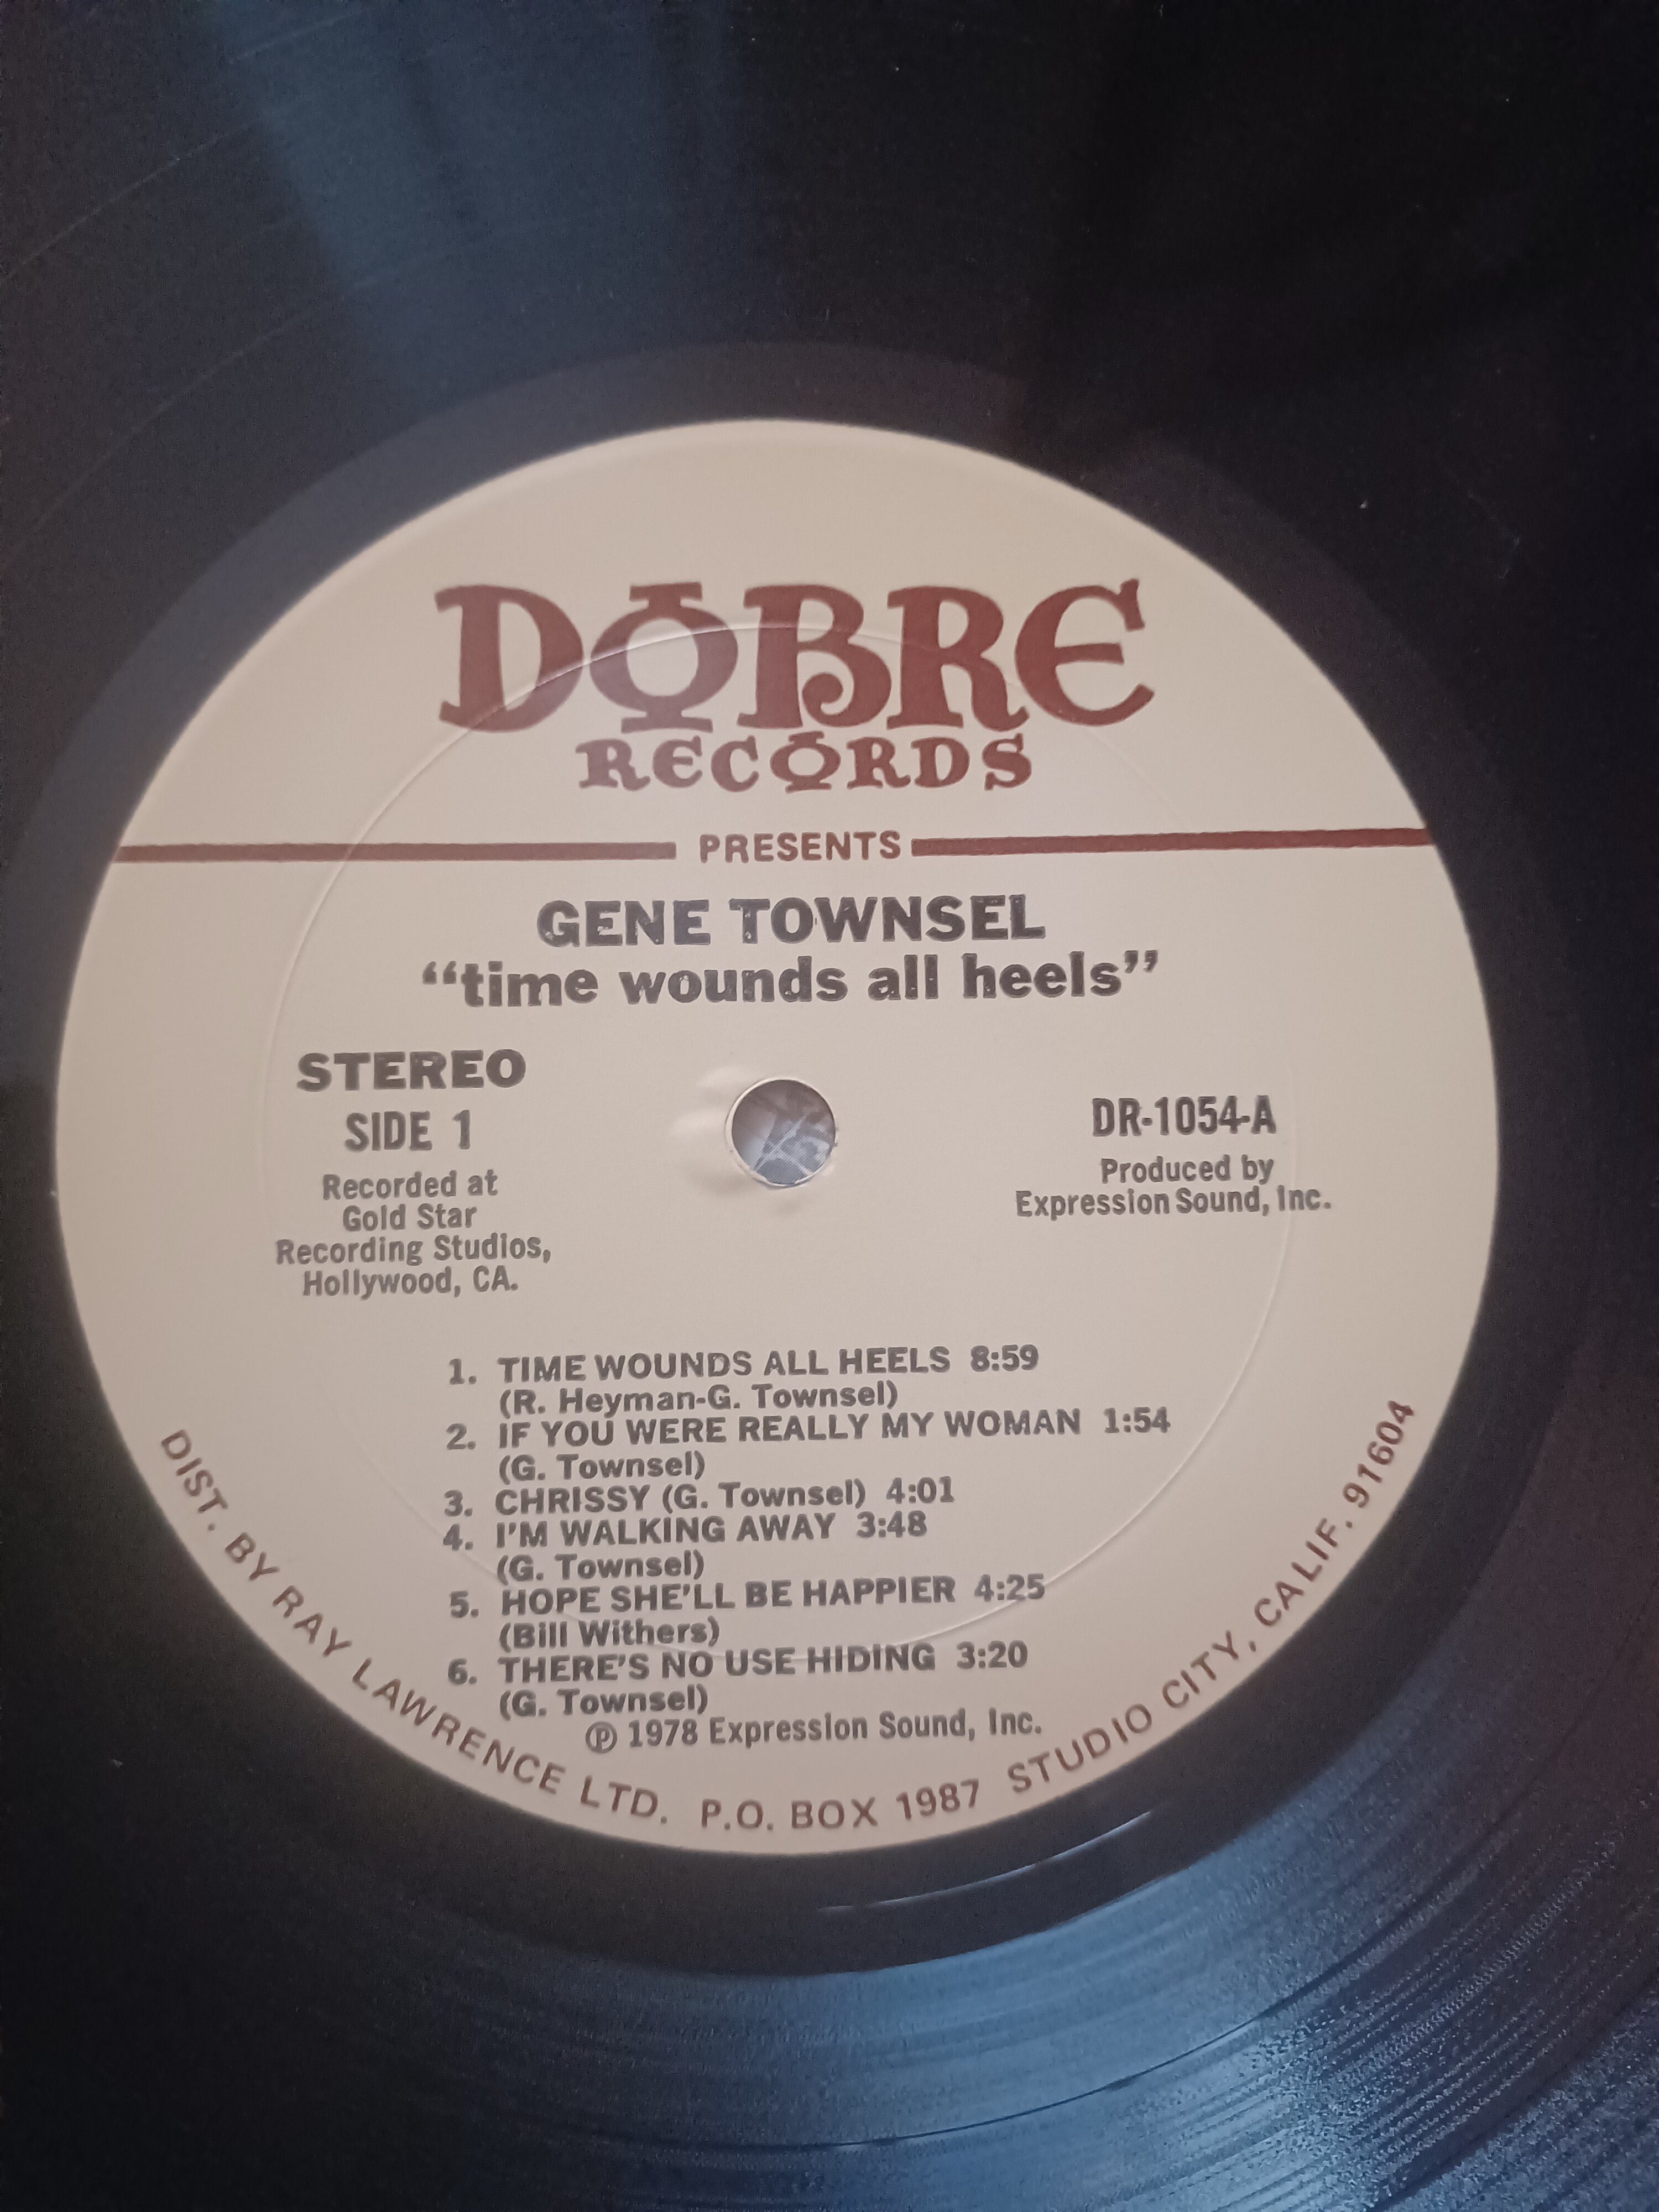 DOBRE
RECORDS
PRESENTS
GENE TOWNSEL
“time wounds all heels”
STEREO
SIDE 1
Recorded at
Gold Star
Recording Studios,
Hollywood, CA.
DR-1054-A
Produced by
Expression Sound, Inc.
1. TIME WOUNDS ALL HEELS 8:59
(R. Heyman-G. Townsel)
2. IF YOU WERE REALLY MY WOMAN 1:54
(G. Townsel)
3. CHRISSY (G. Townsel) 4:01
4. I’M WALKING AWAY 3:48
(G. Townsel)
5. HOPE SHE’LL BE HAPPIER 4:25
(Bill Withers)
6. THERE’S NO USE HIDING 3:20
(G. Townsel)
℗ 1978 Expression Sound, Inc.
DIST. BY RAY LAWRENCE LTD. P.O. BOX 1987 STUDIO CITY, CALIF. 91604